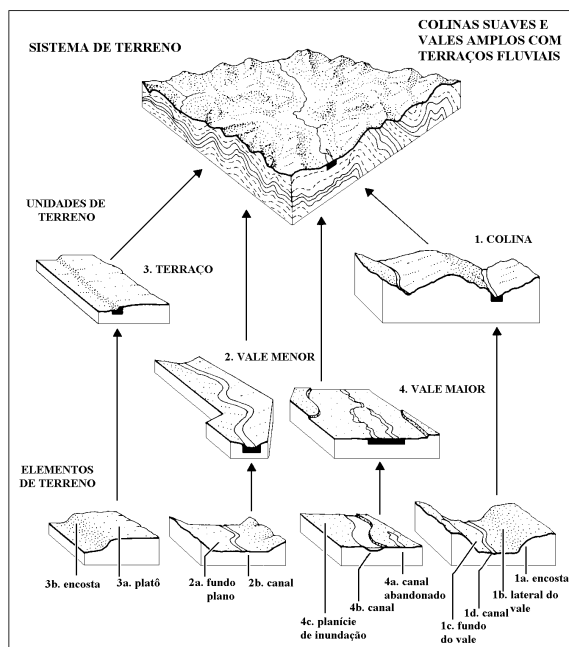 SISTEMA DE TERRENO
COLINAS SUAVES E
VALES AMPLOS COM
TERRAÇOS FLUVIAIS
UNIDADES DE
TERRENO
1. COLINA
3. TERRAÇO
2. VALE MENOR
4. VALE MAIOR
ELEMENTOS
DE TERRENO
3b. encosta
3a. platô
2a. fundo
plano
2b. canal
4c. planície
de inundação
4b. canal
4a. canal
abandonado
1c. fundo
do vale
1d. canal
1b. lateral do
vale
1a. encosta